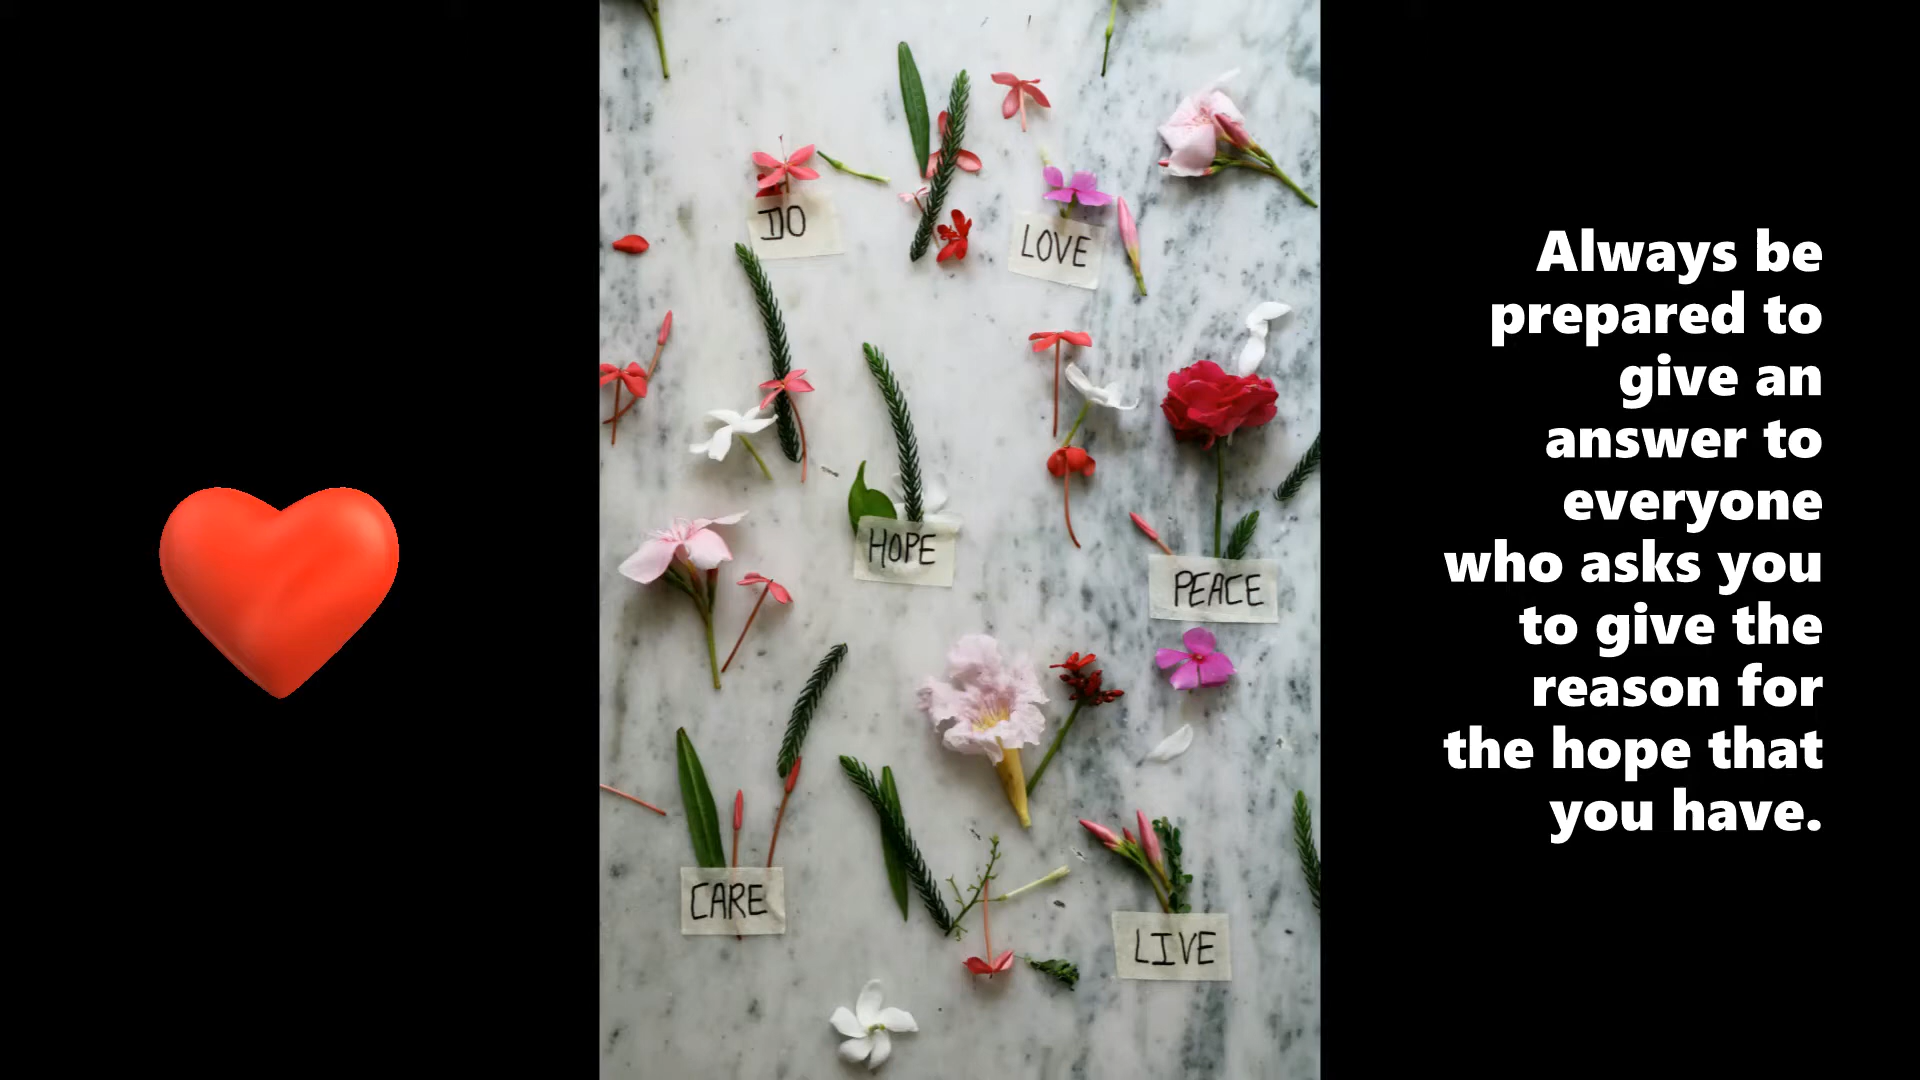 DO
LOVE
HOPE
PEACE
CARE
LIVE
Always be
prepared to
give an
answer to
everyone
who asks you
to give the
reason for
the hope that
you have.